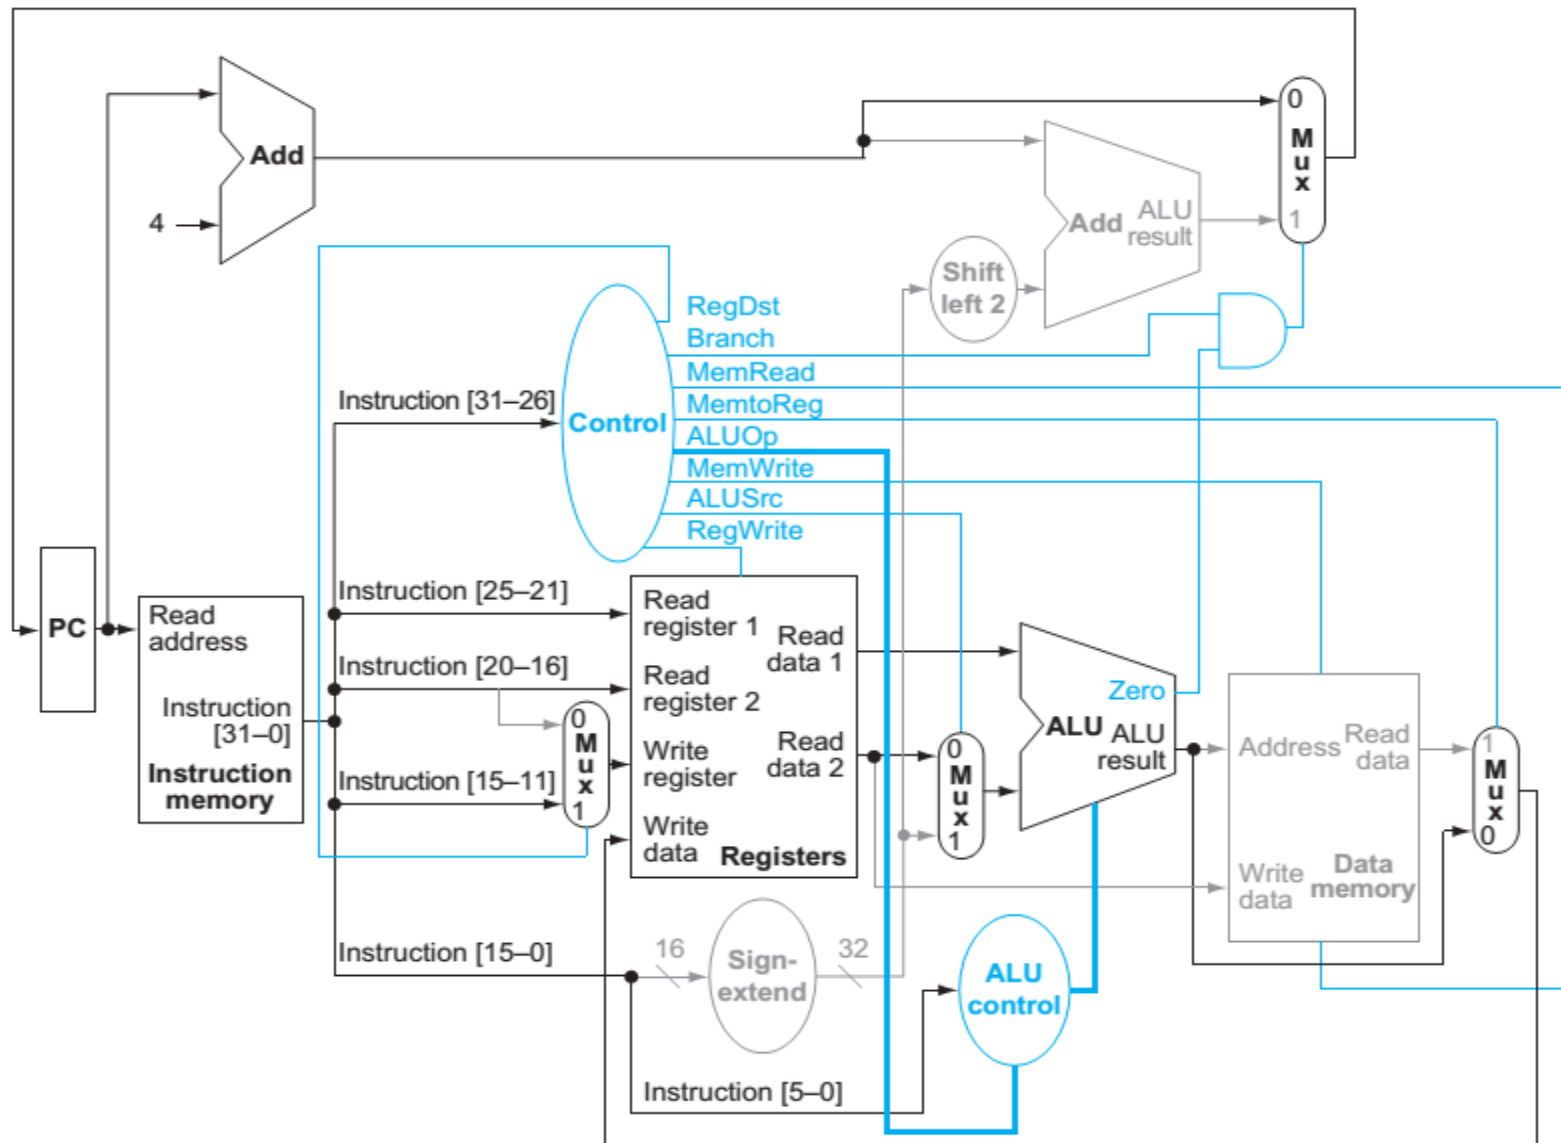 0
M
u
x
1
Add
ALU
Add result
4
Shift
left 2
RegDst
Branch
MemRead
MemtoReg
ALUOp
MemWrite
ALUSrc
RegWrite
Instruction [31–26]
Control
PC
Read
address
Instruction
[31–0]
Instruction
memory
Instruction [25–21]
Instruction [20–16]
Instruction [15–11]
0
M
u
x
1
Read
register 1
Read
register 2
Write
register
Write
data
Read
data 1
Read
data 2
Registers
0
M
u
x
1
Zero
ALU
ALU
result
Address
Read
data
Write
data
Data
memory
1
M
u
x
0
Instruction [15–0]
16
Sign-
extend
32
ALU
control
Instruction [5–0]